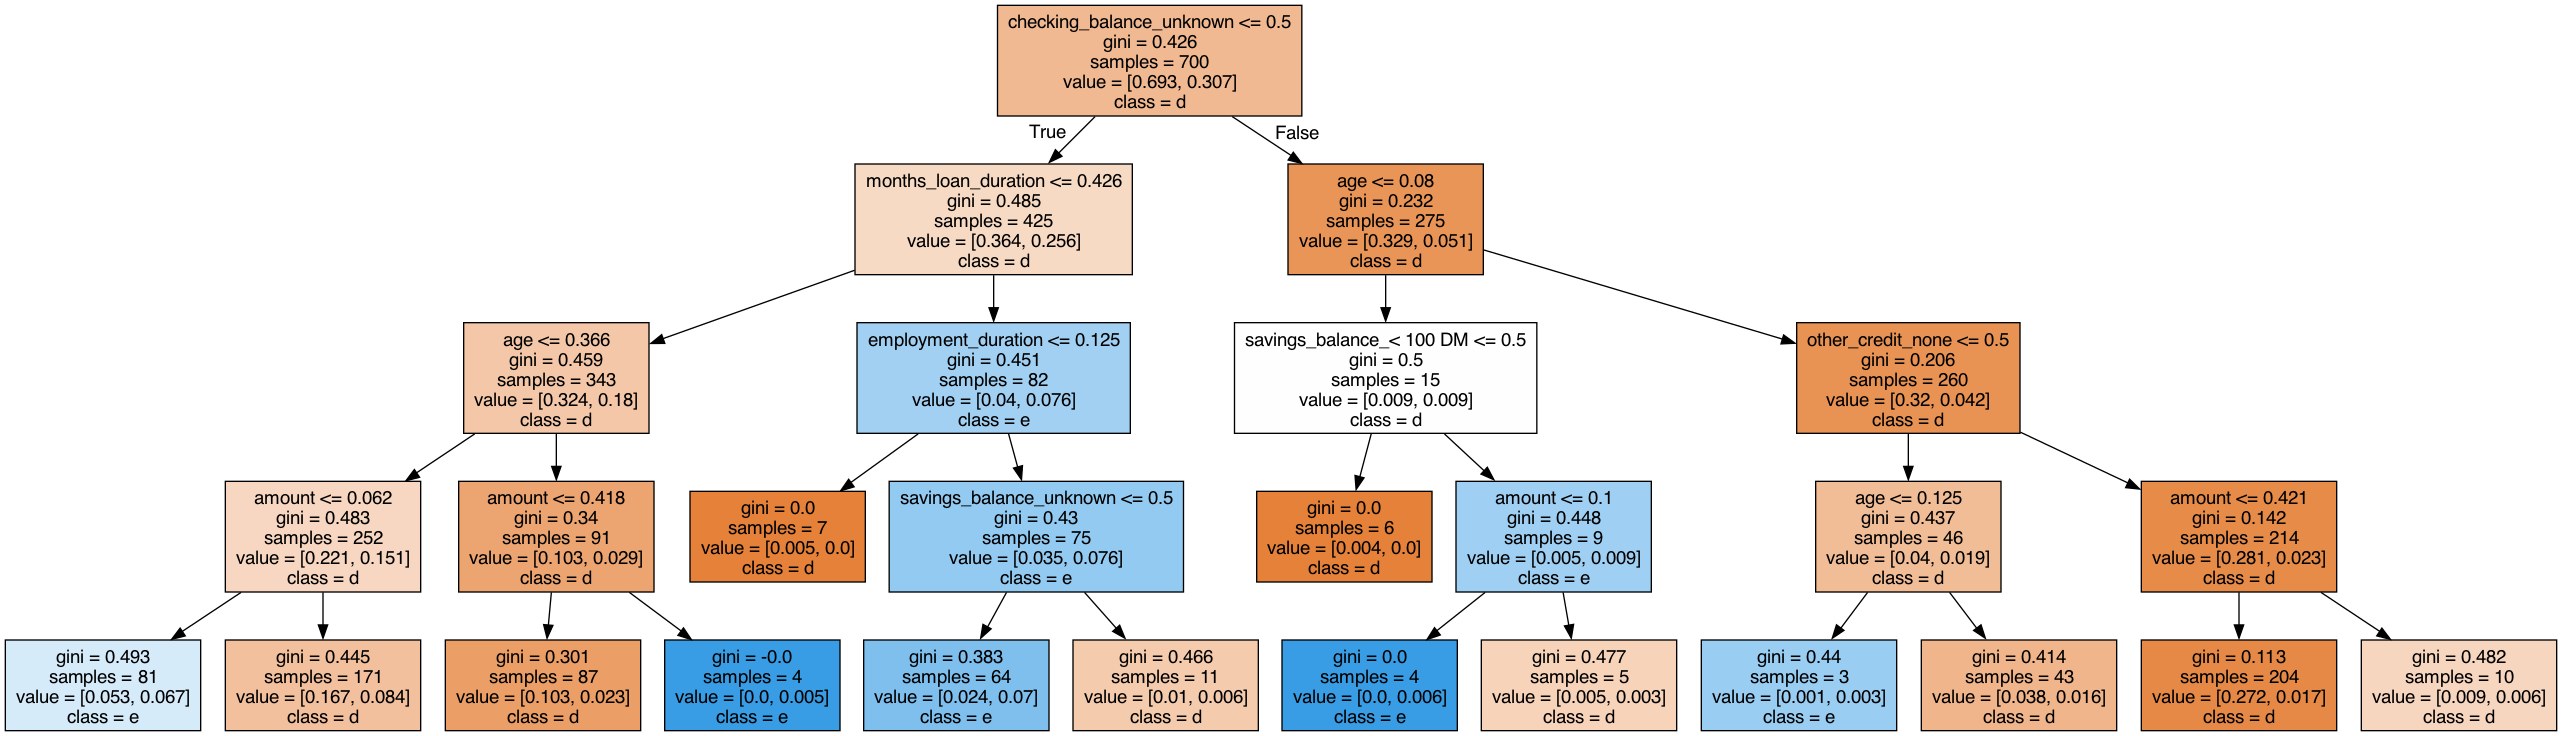 checking_balance_unknown <= 0.5
gini = 0.426
samples = 700
value = [0.693, 0.307]
class = d
True
False
months_loan_duration <= 0.426
gini = 0.485
samples = 425
value = [0.364, 0.256]
class = d
age <= 0.08
gini = 0.232
samples = 275
value = [0.329, 0.051]
class = d
age <= 0.366
gini = 0.459
samples = 343
value = [0.324, 0.18]
class = d
employment_duration <= 0.125
gini = 0.451
samples = 82
value = [0.04, 0.076]
class = e
savings_balance_< 100 DM <= 0.5
gini = 0.5
samples = 15
value = [0.009, 0.009]
class = d
other_credit_none <= 0.5
gini = 0.206
samples = 260
value = [0.32, 0.042]
class = d
amount <= 0.062
gini = 0.483
samples = 252
value = [0.221, 0.151]
class = d
amount <= 0.418
gini = 0.34
samples = 91
value = [0.103, 0.029]
class = d
gini = 0.0
samples = 7
value = [0.005, 0.0]
class = d
savings_balance_unknown <= 0.5
gini = 0.43
samples = 75
value = [0.035, 0.076]
class = e
gini = 0.0
samples = 6
value = [0.004, 0.0]
class = d
amount <= 0.1
gini = 0.448
samples = 9
value = [0.005, 0.009]
class = e
age <= 0.125
gini = 0.437
samples = 46
value = [0.04, 0.019]
class = d
amount <= 0.421
gini = 0.142
samples = 214
value = [0.281, 0.023]
class = d
gini = 0.493
samples = 81
value = [0.053, 0.067]
class = e
gini = 0.445
samples = 171
value = [0.167, 0.084]
class = d
gini = 0.301
samples = 87
value = [0.103, 0.023]
class = d
gini = -0.0
samples = 4
value = [0.0, 0.005]
class = e
gini = 0.383
samples = 64
value = [0.024, 0.07]
class = e
gini = 0.466
samples = 11
value = [0.01, 0.006]
class = d
gini = 0.0
samples = 4
value = [0.0, 0.006]
class = e
gini = 0.477
samples = 5
value = [0.005, 0.003]
class = d
gini = 0.44
samples = 3
value = [0.001, 0.003]
class = e
gini = 0.414
samples = 43
value = [0.038, 0.016]
class = d
gini = 0.113
samples = 204
value = [0.272, 0.017]
class = d
gini = 0.482
samples = 10
value = [0.009, 0.006]
class = d